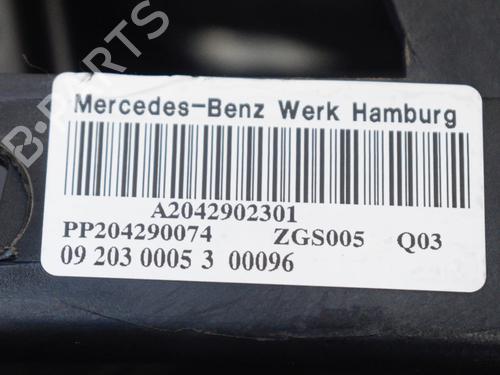 B-PARTS
Mercedes-Benz Werk Hamburg
A2042902301
PP204290074 ZGS005 Q03
09 203 0005 3 00096